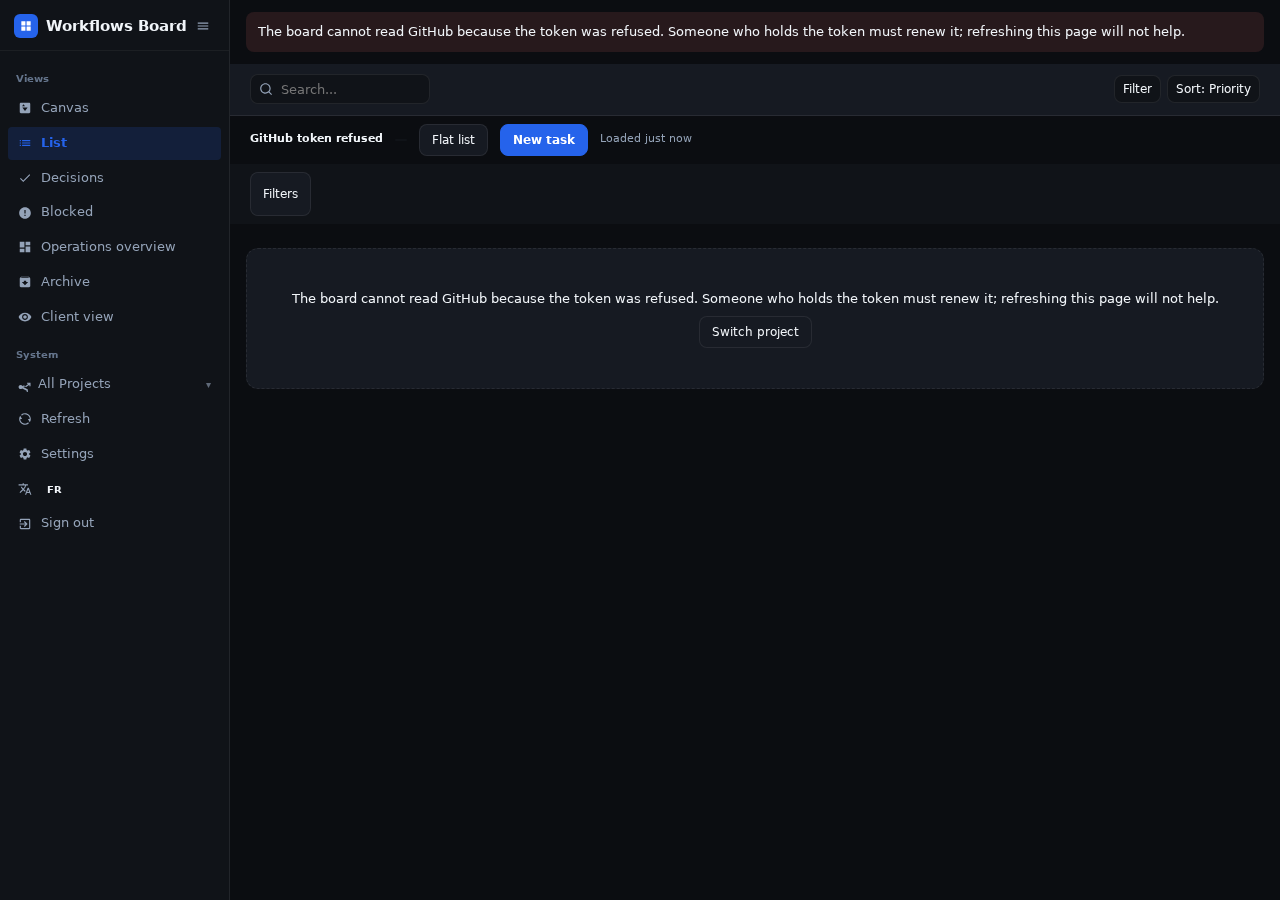 Workflows Board
Views
Canvas
List
Decisions
Blocked
Operations overview
Archive
Client view
System
All Projects
Refresh
Settings
FR
Sign out
The board cannot read GitHub because the token was refused. Someone who holds the token must renew it; refreshing this page will not help.
Search...
Filter
Sort: Priority
GitHub token refused
Flat list
New task
Loaded just now
Filters
The board cannot read GitHub because the token was refused. Someone who holds the token must renew it; refreshing this page will not help.
Switch project